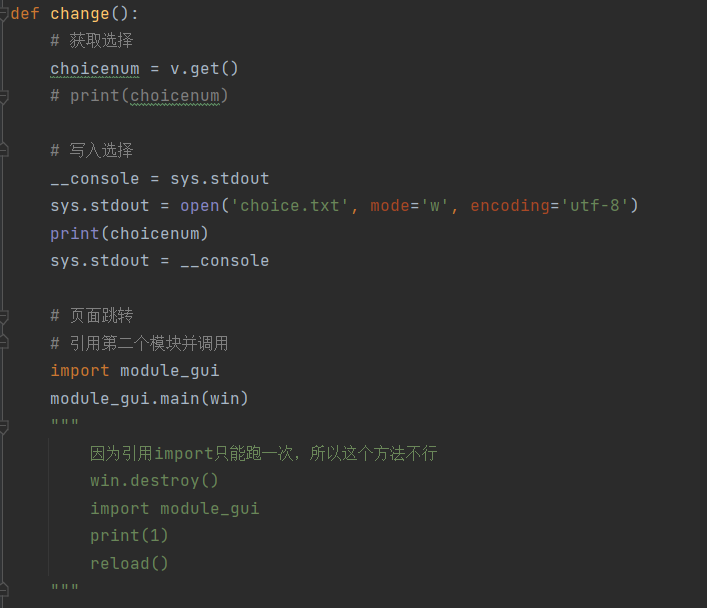 def change():
    # 获取选择
    choicenum = v.get()
    # print(choicenum)

    # 写入选择
    __console = sys.stdout
    sys.stdout = open('choice.txt', mode='w', encoding='utf-8')
    print(choicenum)
    sys.stdout = __console

    # 页面跳转
    # 引用第二个模块并调用
    import module_gui
    module_gui.main(win)
    """
        因为引用import只能跑一次，所以这个方法不行
        win.destroy()
        import module_gui
        print(1)
        reload()
    """